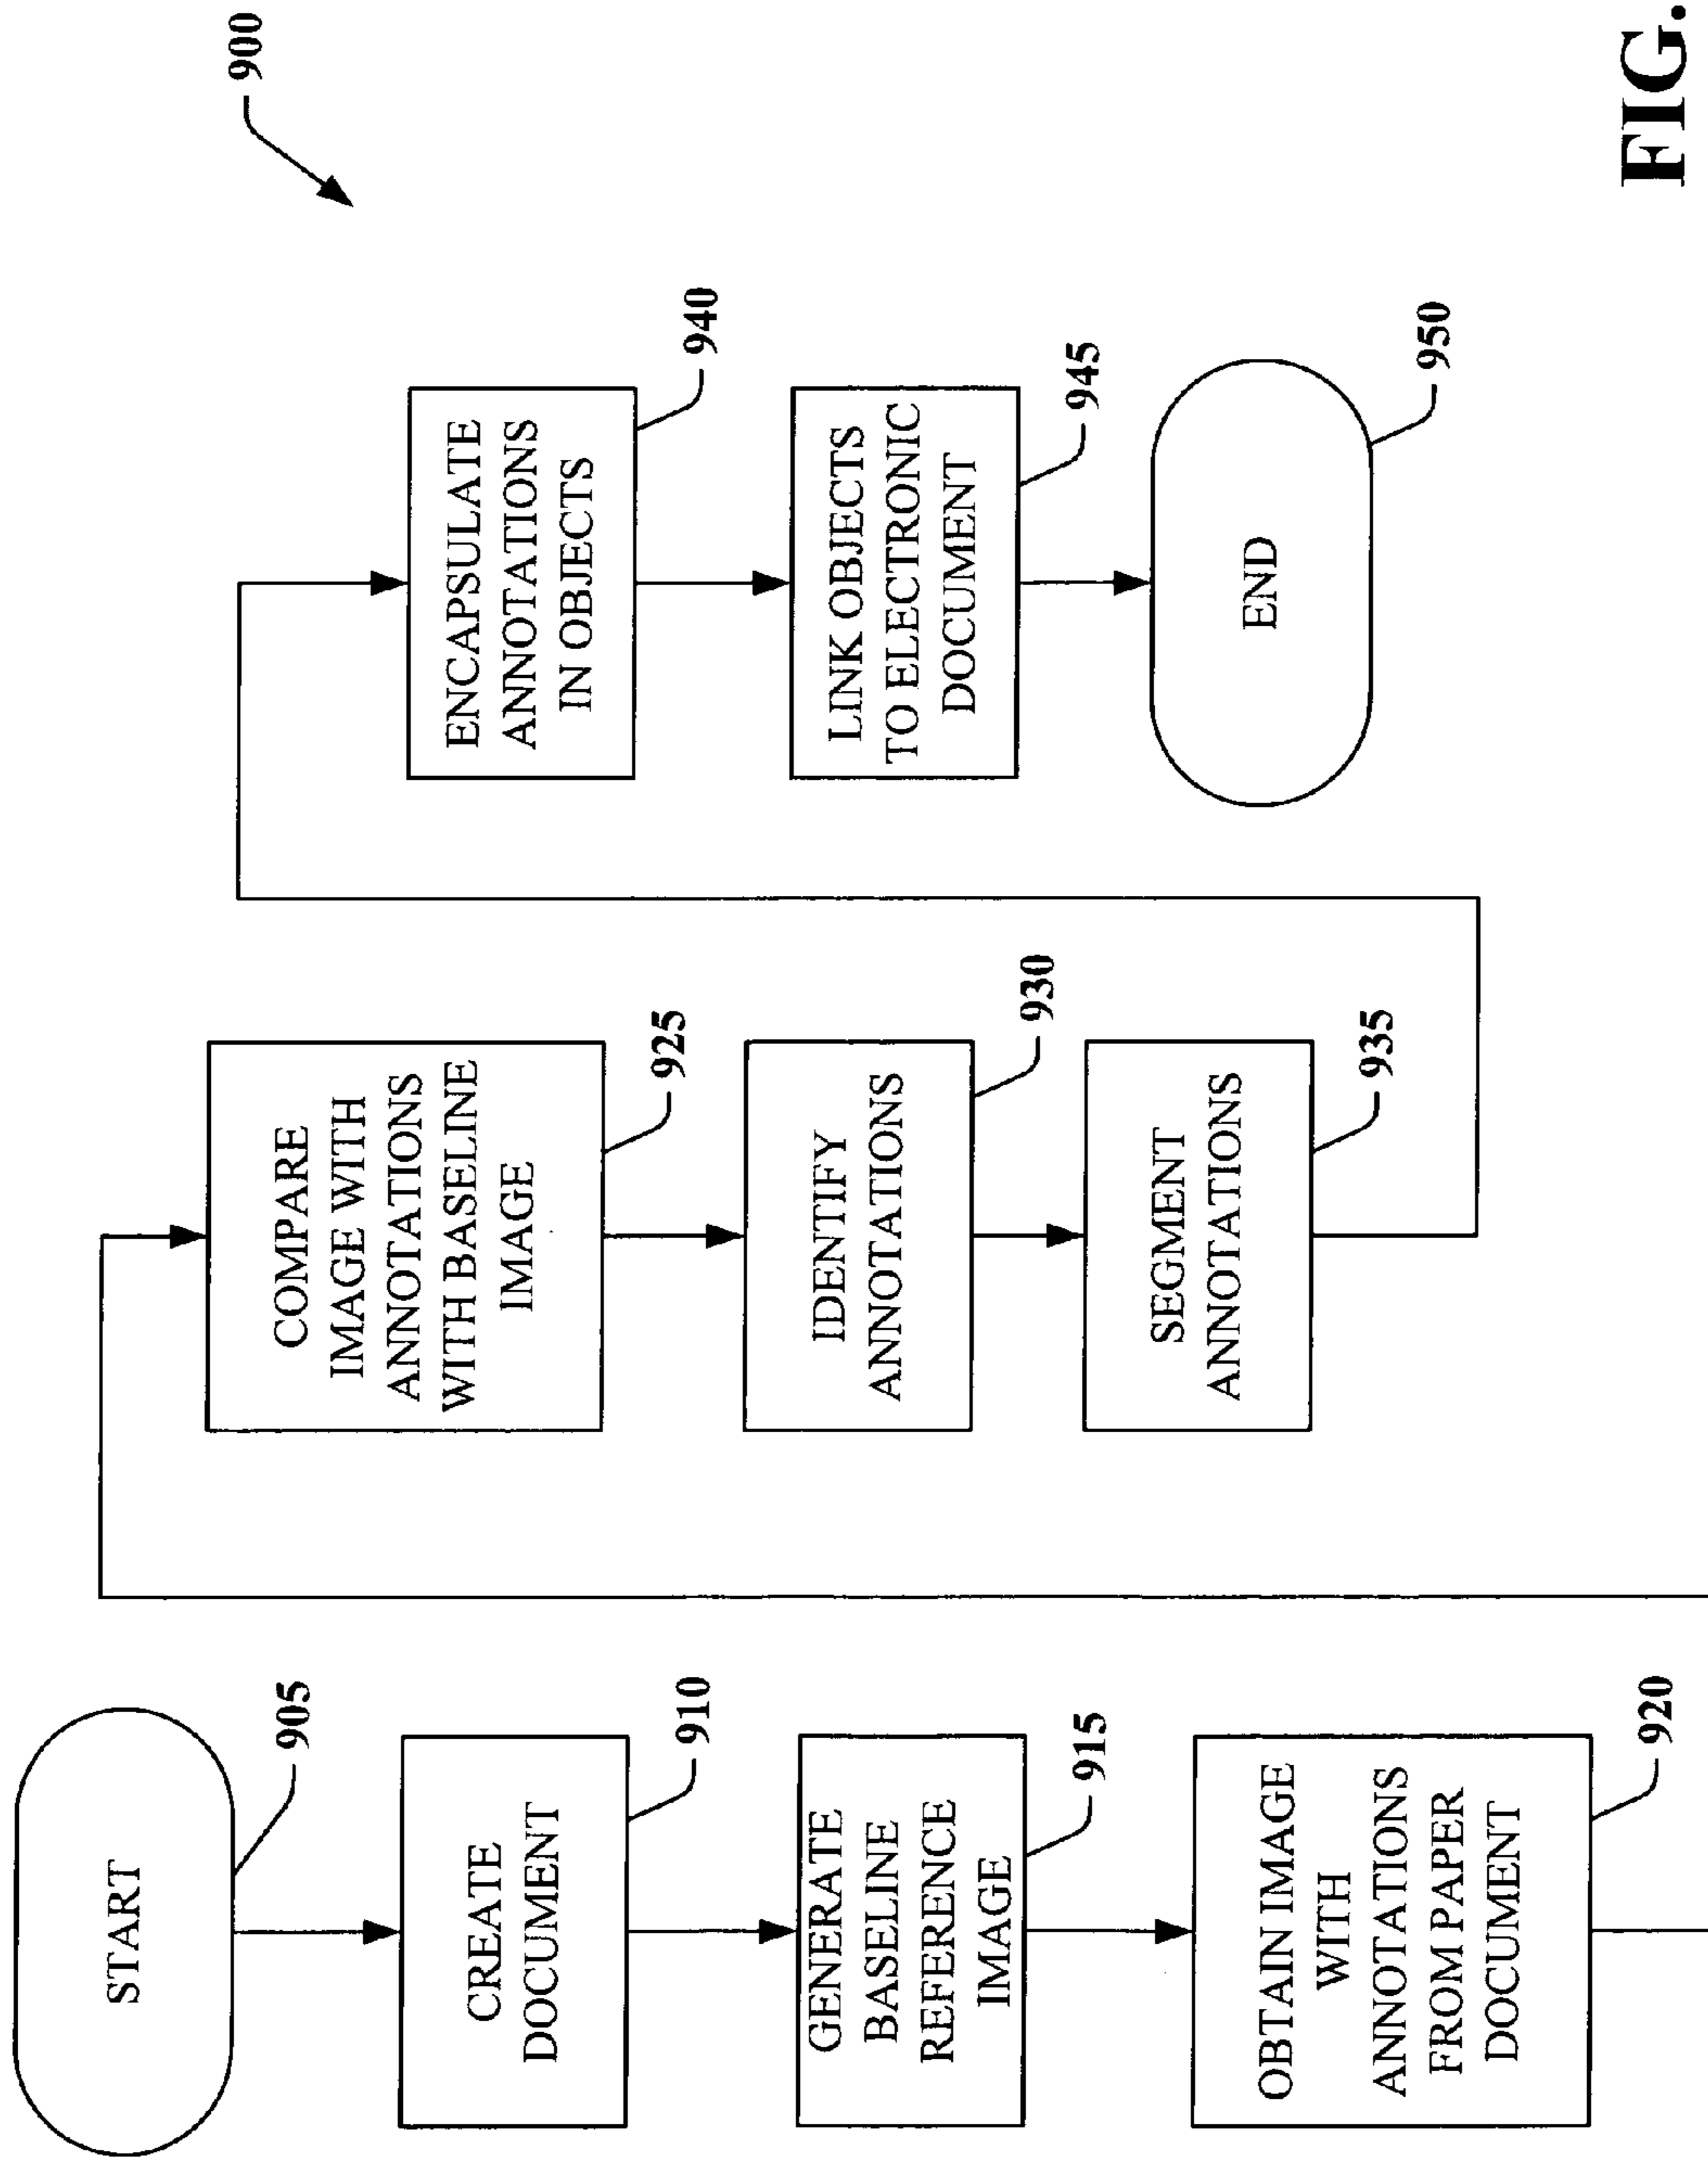 900
START
905
CREATE
DOCUMENT
910
GENERATE
BASELINE
REFERENCE
IMAGE
915
OBTAIN IMAGE
WITH
ANNOTATIONS
FROM PAPER
DOCUMENT
920
COMPARE
IMAGE WITH
ANNOTATIONS
WITH BASELINE
IMAGE
925
IDENTIFY
ANNOTATIONS
930
SEGMENT
ANNOTATIONS
935
ENCAPSULATE
ANNOTATIONS
IN OBJECTS
940
LINK OBJECTS
TO ELECTRONIC
DOCUMENT
945
END
950
FIG.